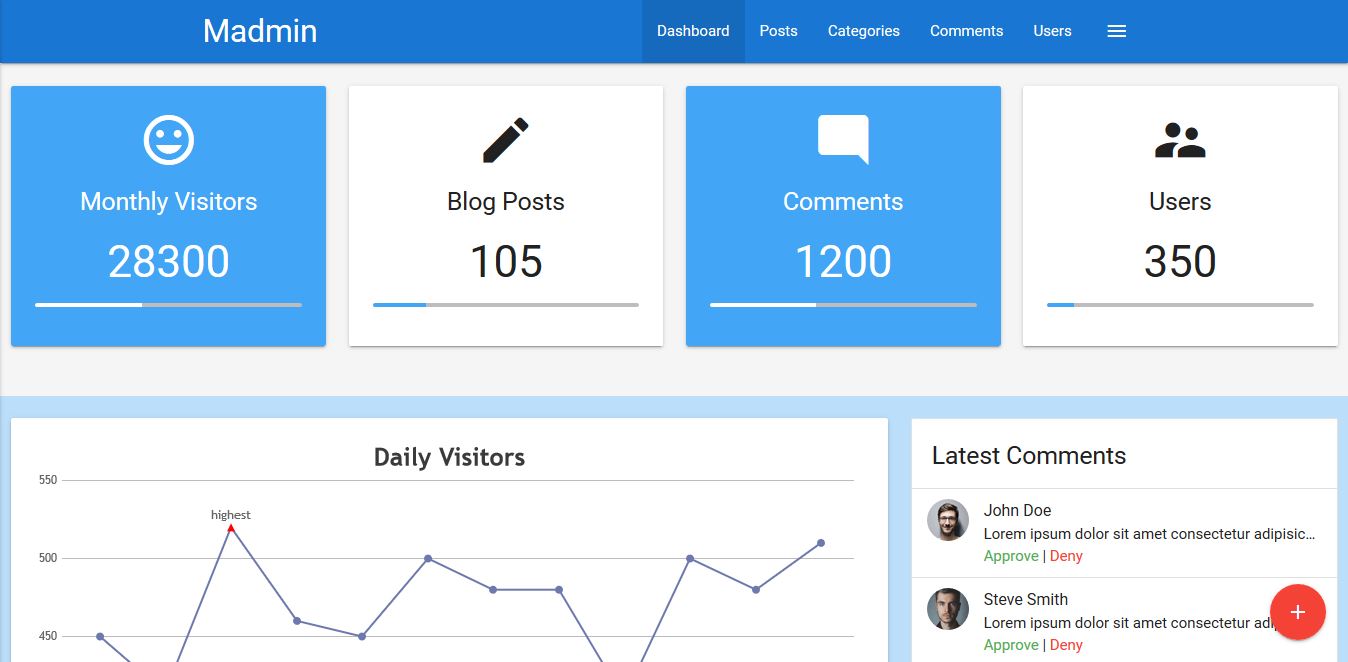 Madmin
Dashboard
Posts
Categories
Comments
Users
Monthly Visitors
28300
Blog Posts
105
Comments
1200
Users
350
Daily Visitors
550
highest
500
450
Latest Comments
John Doe
Lorem ipsum dolor sit amet consectetur adipisic...
Approve | Deny
Steve Smith
Lorem ipsum dolor sit amet consectetur
Approve | Deny
+